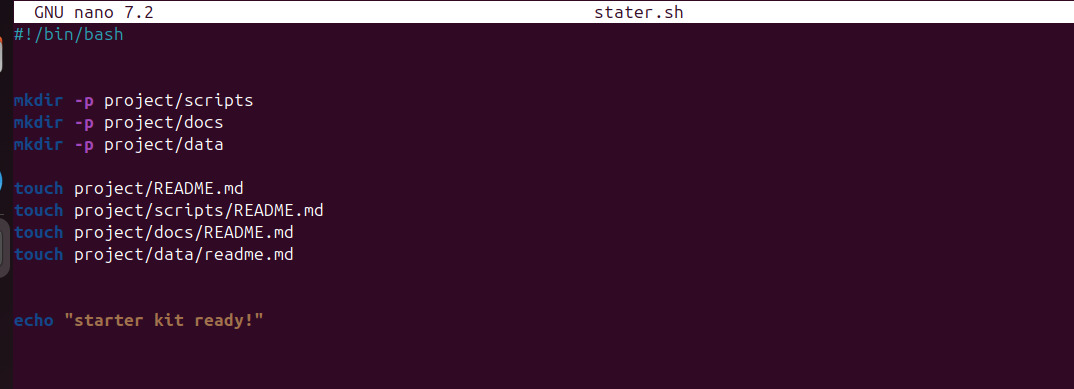 GNU nano 7.2 stater.sh
#!/bin/bash
mkdir -p project/scripts
mkdir -p project/docs
mkdir -p project/data
touch project/README.md
touch project/scripts/README.md
touch project/docs/README.md
touch project/data/readme.md
echo "starter kit ready!"